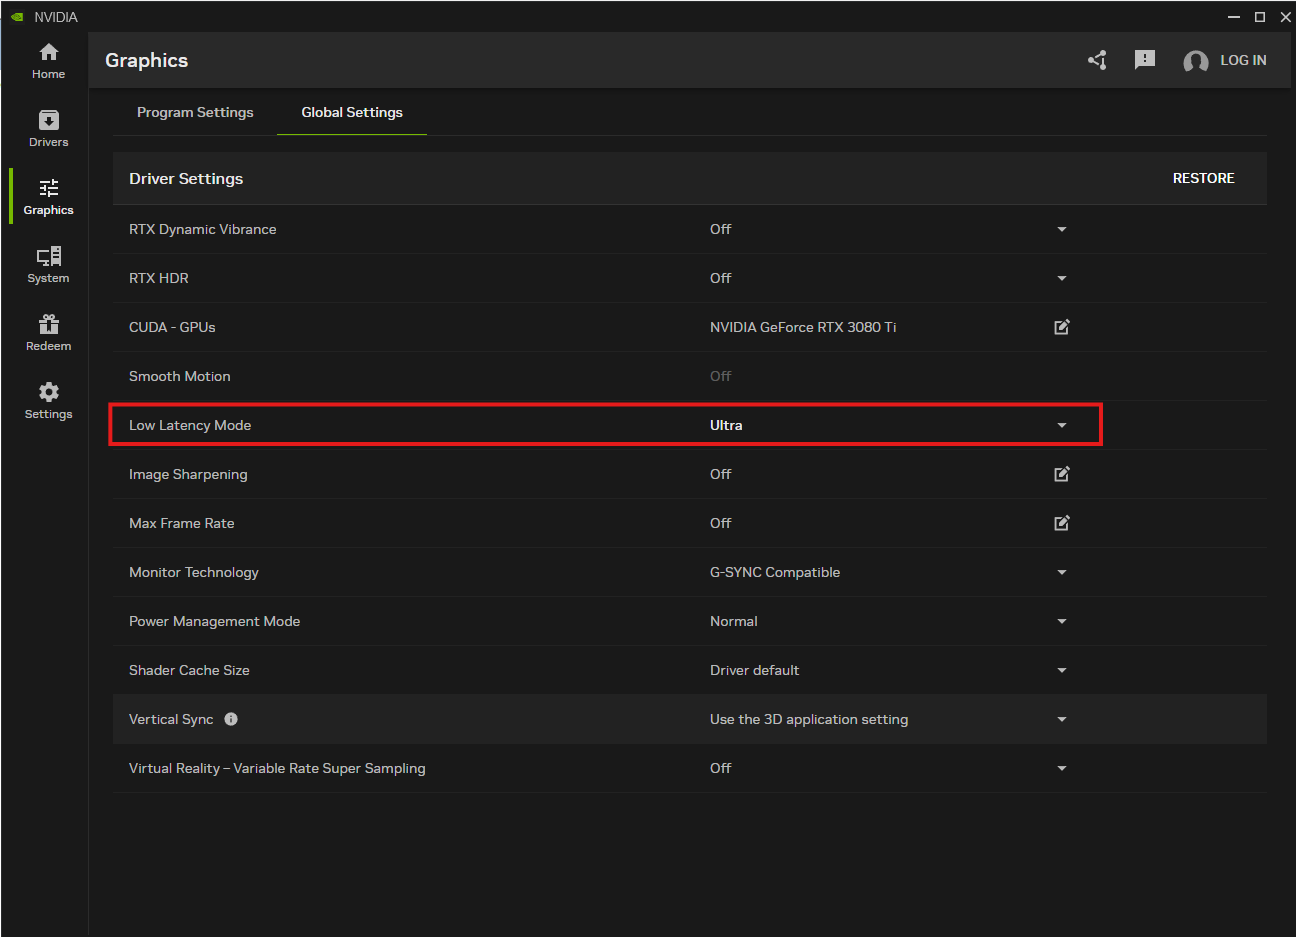 NVIDIA
Home
Drivers
Graphics
System
Redeem
Settings
Graphics
LOG IN
Program Settings
Global Settings
Driver Settings
RESTORE
RTX Dynamic Vibrance Off
RTX HDR Off
CUDA - GPUs NVIDIA GeForce RTX 3080 Ti
Smooth Motion Off
Low Latency Mode Ultra
Image Sharpening Off
Max Frame Rate Off
Monitor Technology G-SYNC Compatible
Power Management Mode Normal
Shader Cache Size Driver default
Vertical Sync Use the 3D application setting
Virtual Reality – Variable Rate Super Sampling Off